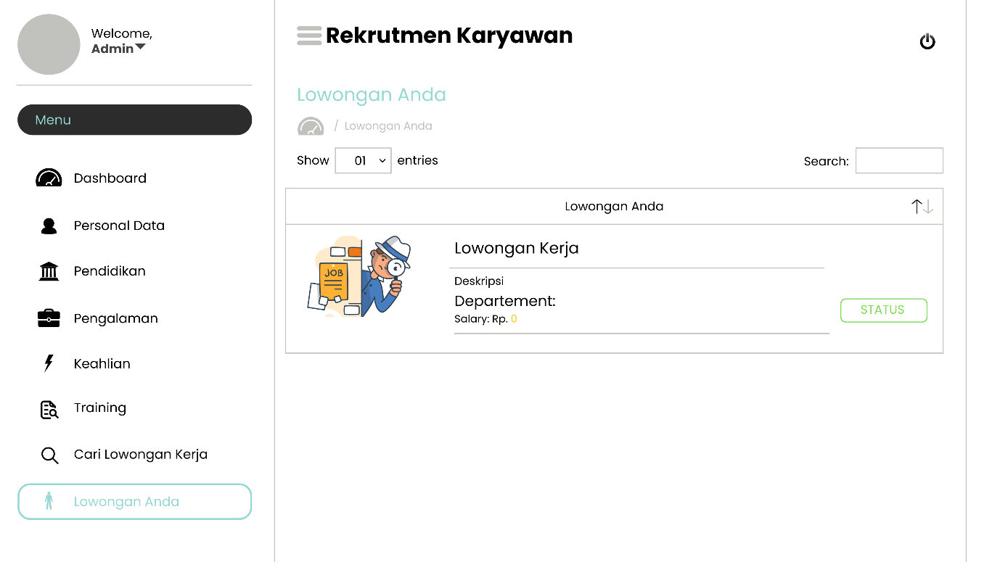 Welcome,
Admin
Menu
Dashboard
Personal Data
Pendidikan
Pengalaman
Keahlian
Training
Cari Lowongan Kerja
Lowongan Anda
Rekrutmen Karyawan
Lowongan Anda
/ Lowongan Anda
Show 01 entries
Search:
Lowongan Anda
JOB
Lowongan Kerja
Deskripsi
Departement:
Salary: Rp. 0
STATUS